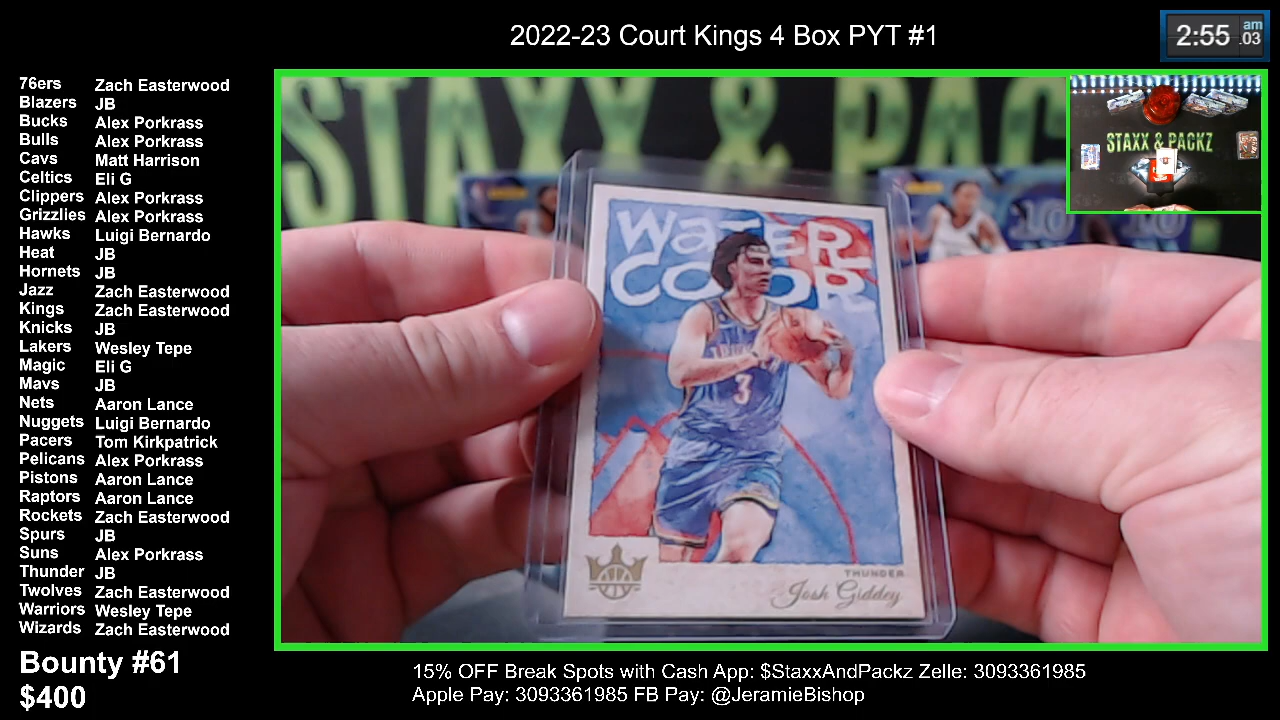 2022-23 Court Kings 4 Box PYT #1
2:55 am .03
76ers Zach Easterwood
Blazers JB
Bucks Alex Porkrass
Bulls Alex Porkrass
Cavs Matt Harrison
Celtics Eli G
Clippers Alex Porkrass
Grizzlies Alex Porkrass
Hawks Luigi Bernardo
Heat JB
Hornets JB
Jazz Zach Easterwood
Kings Zach Easterwood
Knicks JB
Lakers Wesley Tepe
Magic Eli G
Mavs JB
Nets Aaron Lance
Nuggets Luigi Bernardo
Pacers Tom Kirkpatrick
Pelicans Alex Porkrass
Pistons Aaron Lance
Raptors Aaron Lance
Rockets Zach Easterwood
Spurs JB
Suns Alex Porkrass
Thunder JB
Twolves Zach Easterwood
Warriors Wesley Tepe
Wizards Zach Easterwood
Bounty #61
$400
STAXX & PAC
STAXX & PACKZ
10
10
WATER
COLOR
3
THUNDER
Josh Giddey
15% OFF Break Spots with Cash App: $StaxxAndPackz Zelle: 3093361985
Apple Pay: 3093361985 FB Pay: @JeramieBishop